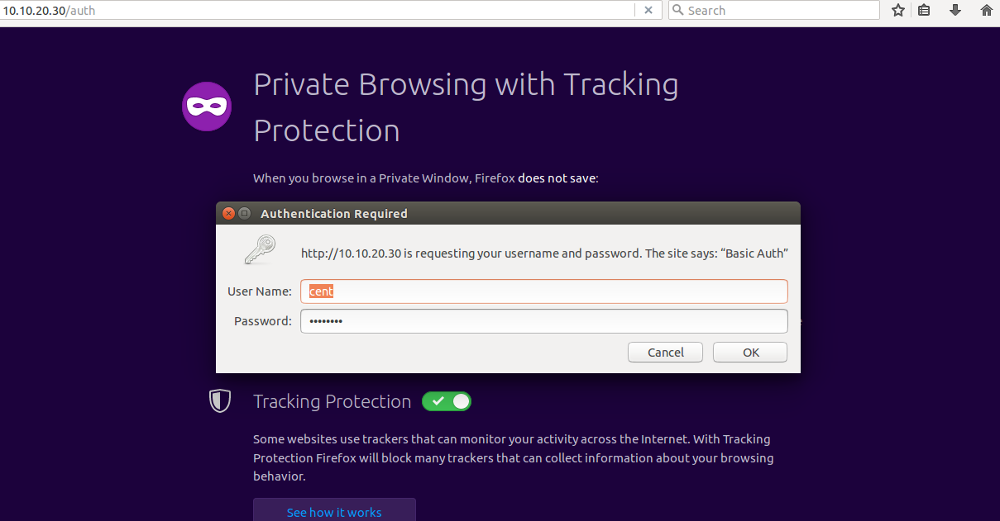 10.10.20.30/auth
Search
Private Browsing with Tracking
Protection
When you browse in a Private Window, Firefox does not save:
Authentication Required
http://10.10.20.30 is requesting your username and password. The site says: “Basic Auth”
User Name: cent
Password: ••••••••
Cancel OK
Tracking Protection
Some websites use trackers that can monitor your activity across the Internet. With Tracking
Protection Firefox will block many trackers that can collect information about your browsing
behavior.
See how it works